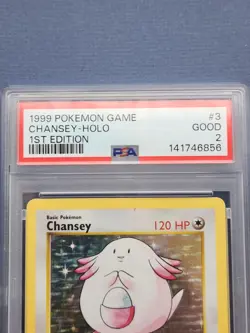 1999 POKEMON GAME #3
CHANSEY-HOLO GOOD
1ST EDITION 2
PSA 141746856
Basic Pokémon
Chansey 120 HP